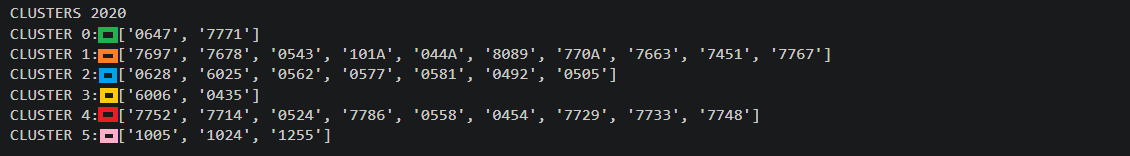 CLUSTERS 2020
CLUSTER 0: ['0647', '7771']
CLUSTER 1: ['7697', '7678', '0543', '101A', '044A', '8089', '770A', '7663', '7451', '7767']
CLUSTER 2: ['0628', '6025', '0562', '0577', '0581', '0492', '0505']
CLUSTER 3: ['6006', '0435']
CLUSTER 4: ['7752', '7714', '0524', '7786', '0558', '0454', '7729', '7733', '7748']
CLUSTER 5: ['1005', '1024', '1255']